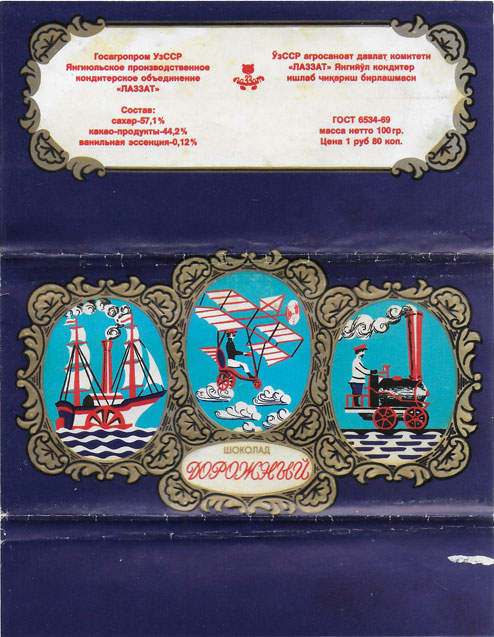 Госагропром УзССР
Янгиюльское производственное
кондитерское объединение
«ЛАЗЗАТ»
Состав:
сахар-57,1%
какао-продукты-44,2%
ванильная эссенция-0,12%
ЛАЗЗАТ
ЎзССР агросаноат давлат комитети
«ЛАЗЗАТ» Янгийўл кондитер
ишлаб чиқариш бирлашмаси
ГОСТ 6534-69
масса нетто 100гр.
Цена 1 руб 80 коп.
ШОКОЛАД
ДОРОЖНЫЙ